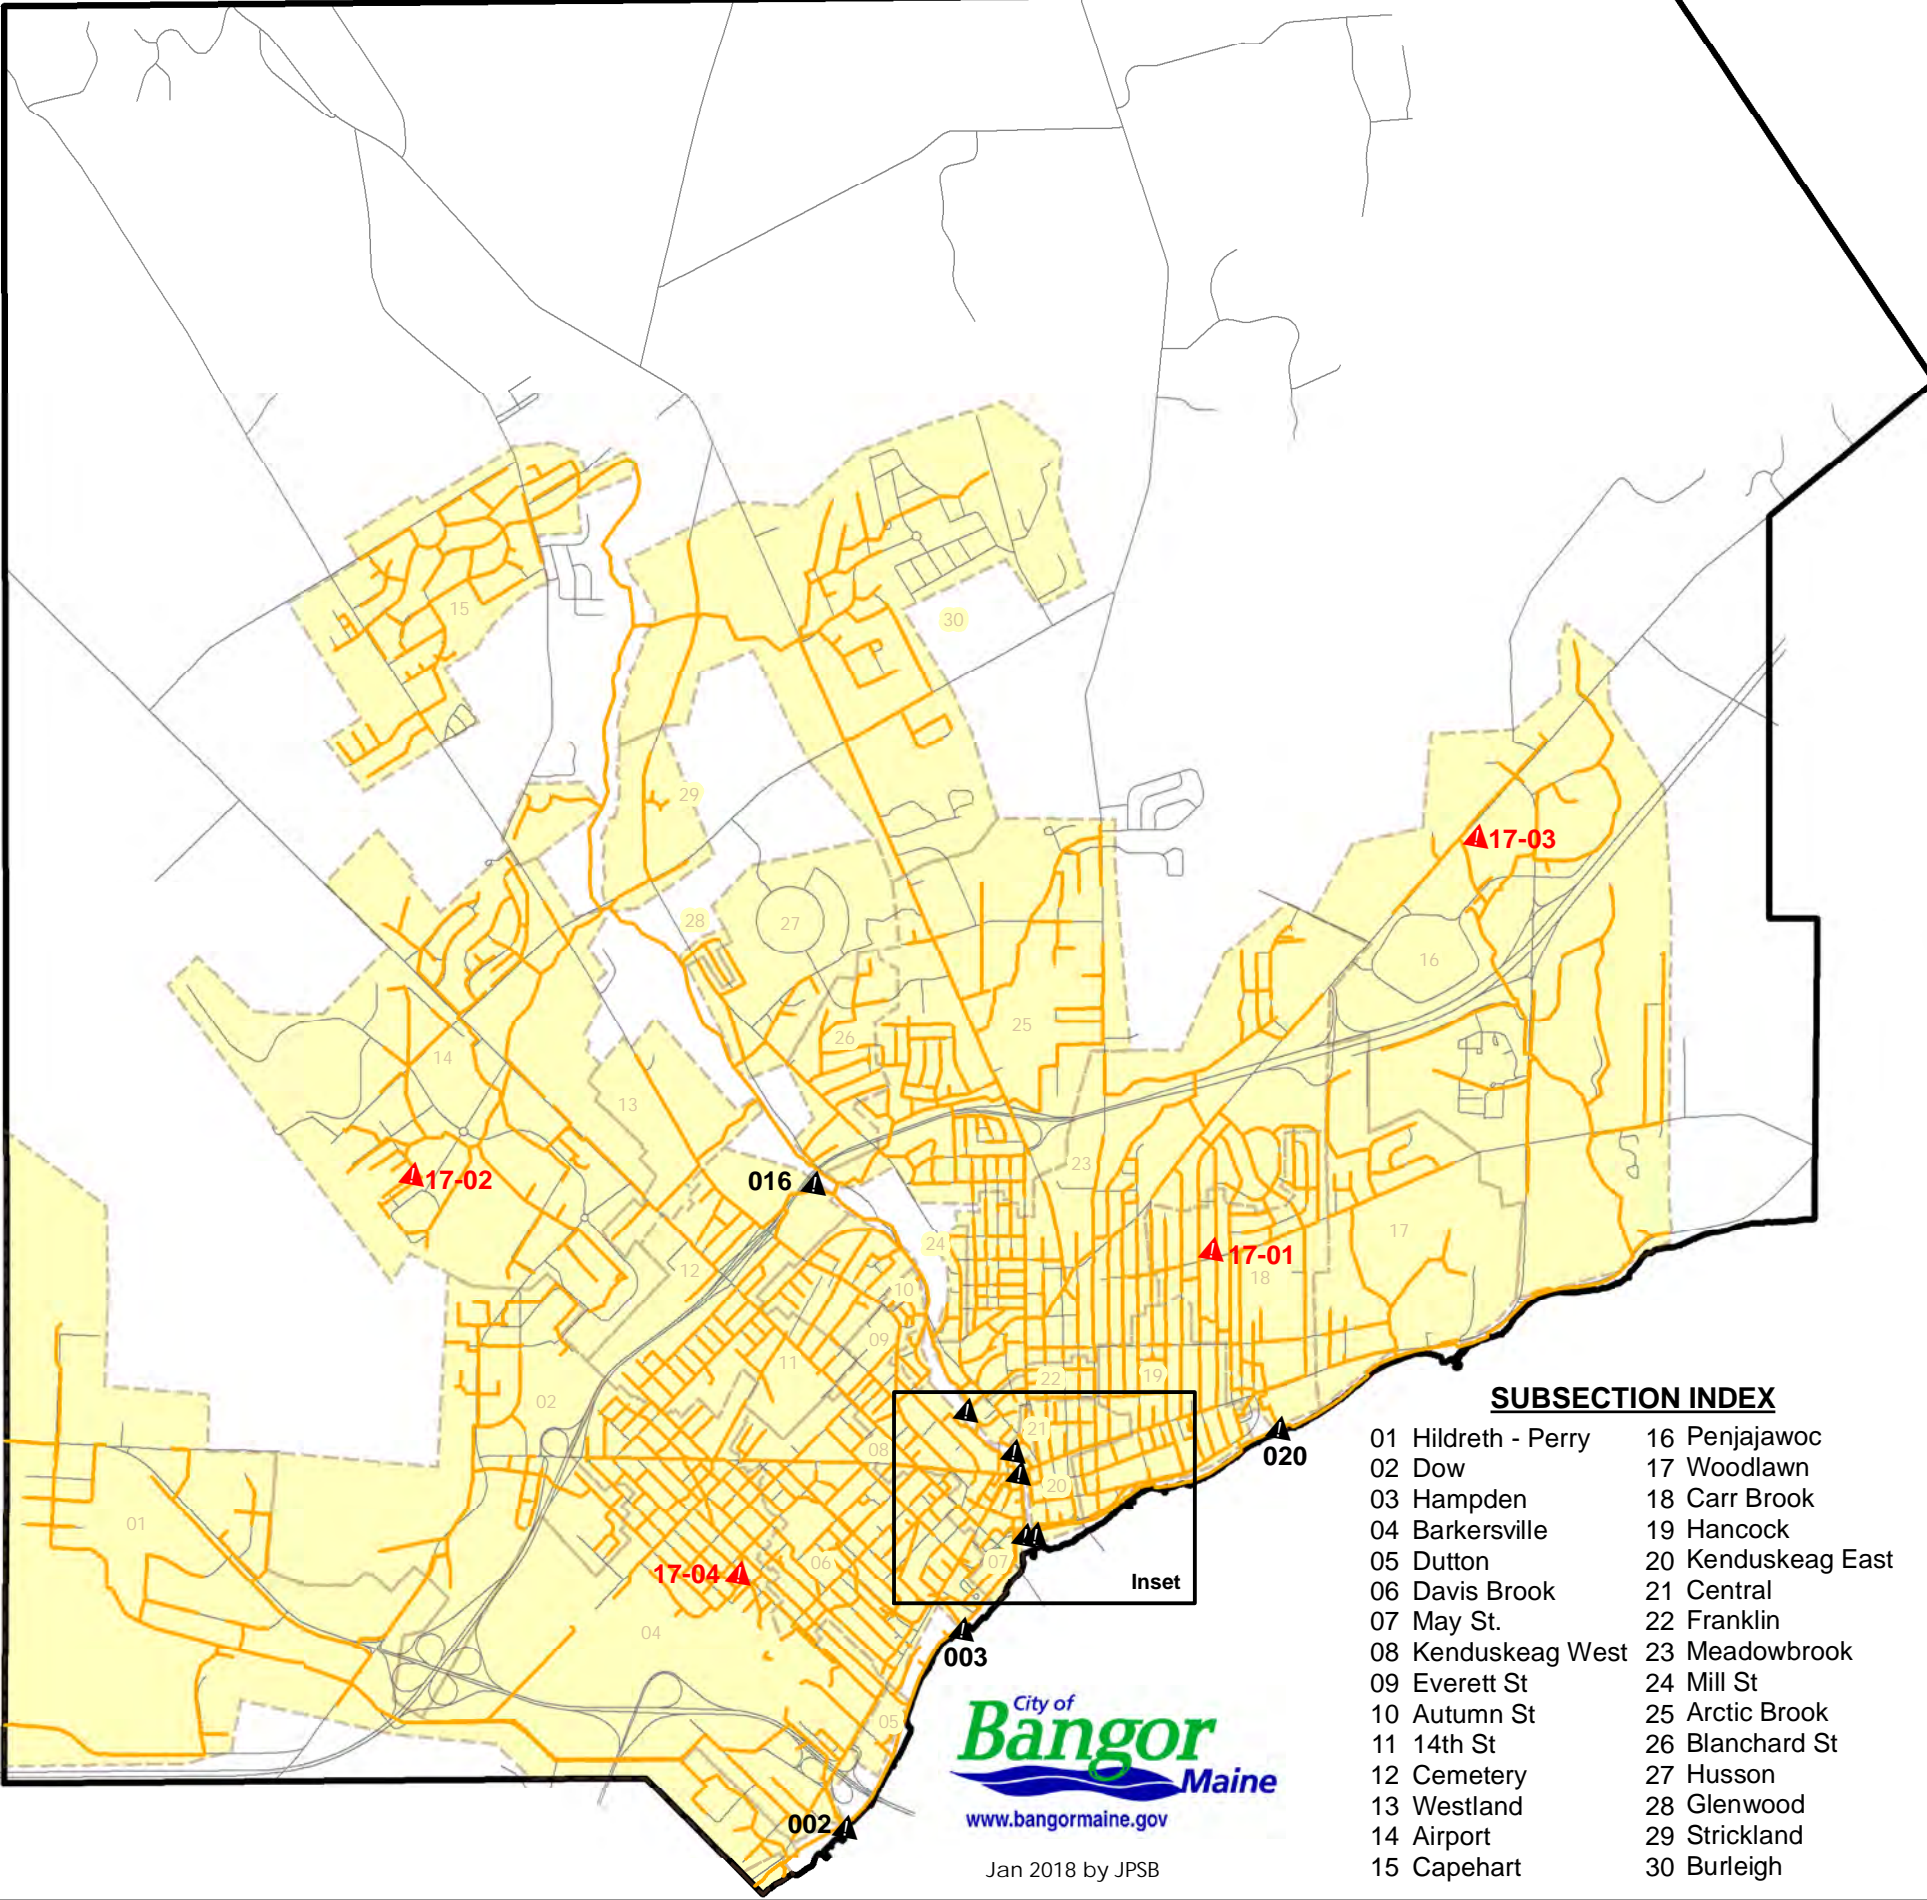 30
15
29
17-03
28
27
16
25
26
14
13
23
17-02
016
24
17
17-01
18
12
10
09
11
22
19
02
21
08
020
20
01
06
07
17-04
Inset
04
003
05
002
City of
Bangor
Maine
www.bangormaine.gov
Jan 2018 by JPSB
SUBSECTION INDEX
01 Hildreth - Perry
02 Dow
03 Hampden
04 Barkersville
05 Dutton
06 Davis Brook
07 May St.
08 Kenduskeag West
09 Everett St
10 Autumn St
11 14th St
12 Cemetery
13 Westland
14 Airport
15 Capehart
16 Penjajawoc
17 Woodlawn
18 Carr Brook
19 Hancock
20 Kenduskeag East
21 Central
22 Franklin
23 Meadowbrook
24 Mill St
25 Arctic Brook
26 Blanchard St
27 Husson
28 Glenwood
29 Strickland
30 Burleigh